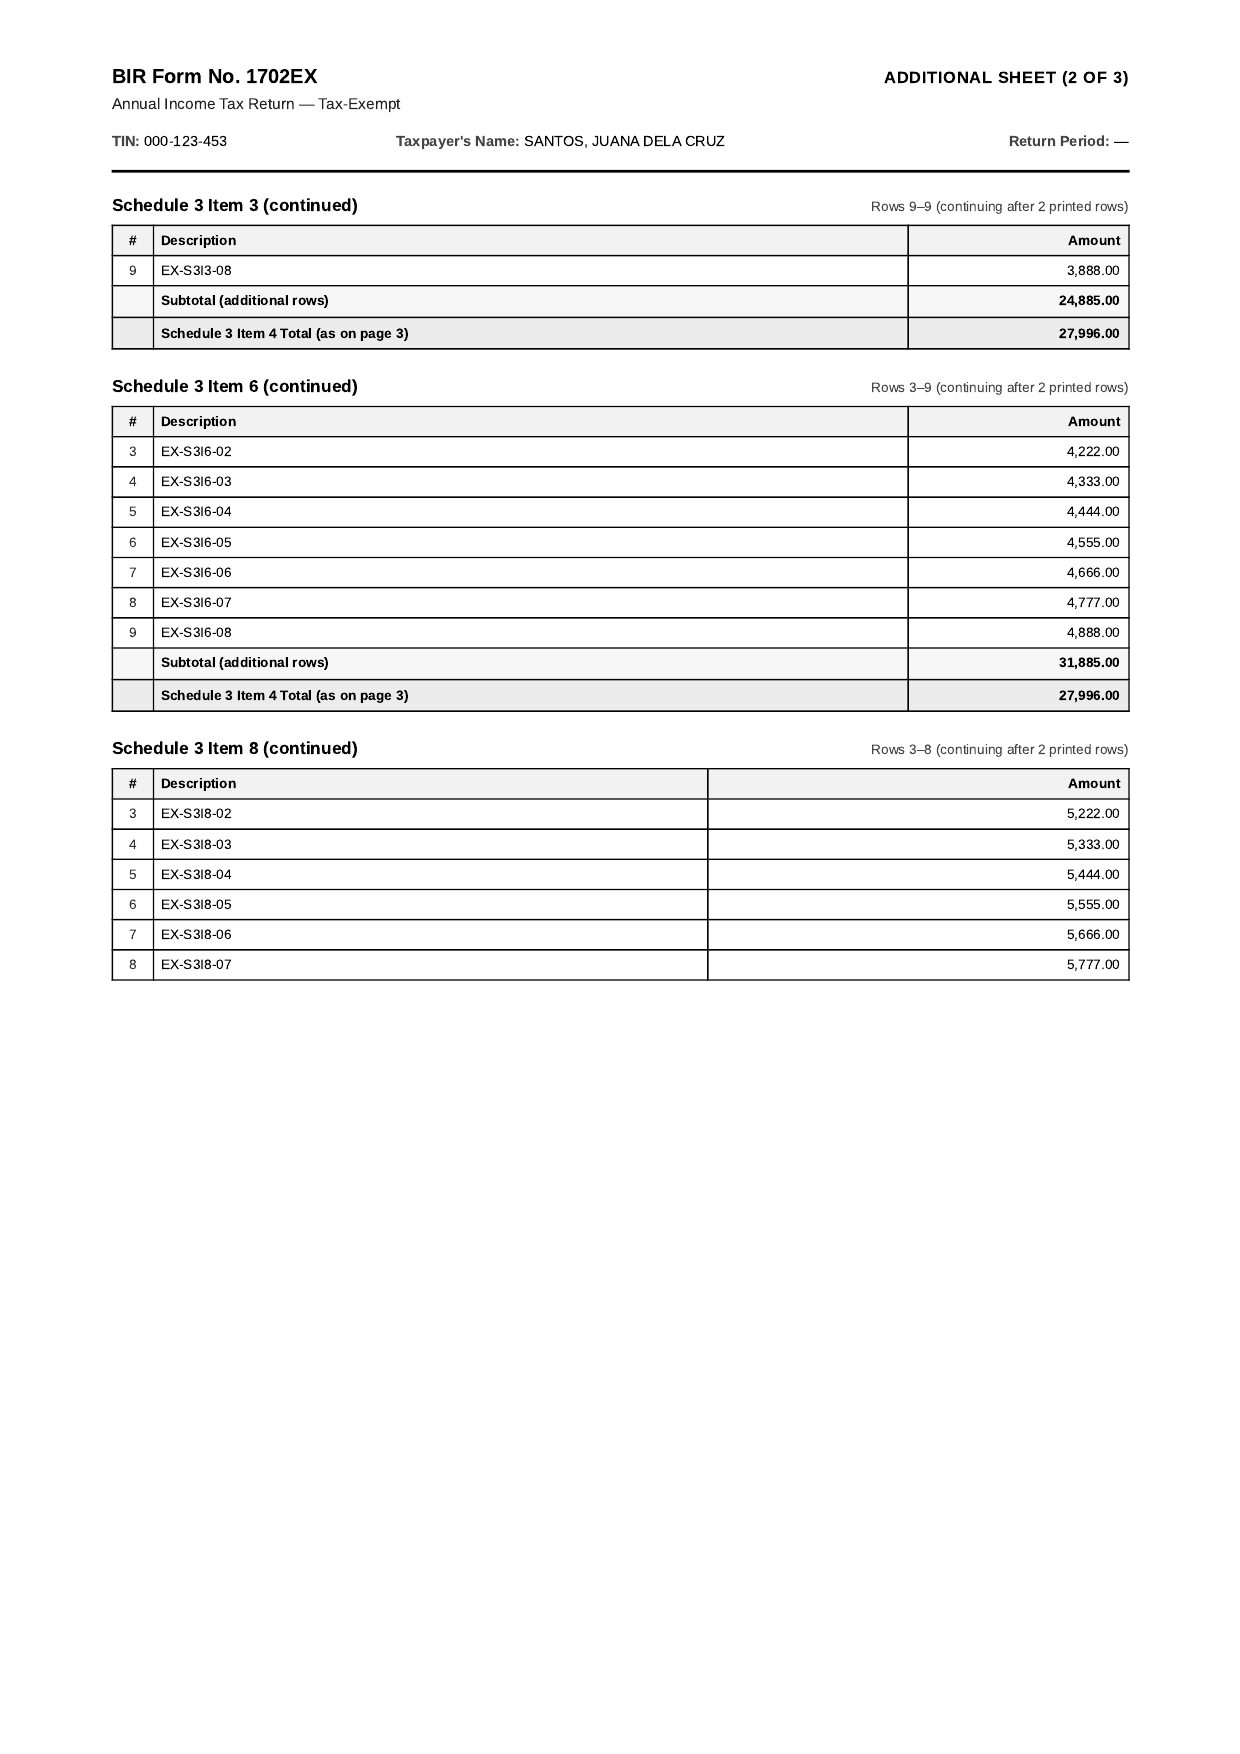 BIR Form No. 1702EX
ADDITIONAL SHEET (2 OF 3)
Annual Income Tax Return — Tax-Exempt
TIN: 000-123-453 Taxpayer's Name: SANTOS, JUANA DELA CRUZ Return Period: —
Schedule 3 Item 3 (continued) Rows 9–9 (continuing after 2 printed rows)
# Description Amount
9 EX-S3I3-08 3,888.00
Subtotal (additional rows) 24,885.00
Schedule 3 Item 4 Total (as on page 3) 27,996.00
Schedule 3 Item 6 (continued) Rows 3–9 (continuing after 2 printed rows)
# Description Amount
3 EX-S3I6-02 4,222.00
4 EX-S3I6-03 4,333.00
5 EX-S3I6-04 4,444.00
6 EX-S3I6-05 4,555.00
7 EX-S3I6-06 4,666.00
8 EX-S3I6-07 4,777.00
9 EX-S3I6-08 4,888.00
Subtotal (additional rows) 31,885.00
Schedule 3 Item 4 Total (as on page 3) 27,996.00
Schedule 3 Item 8 (continued) Rows 3–8 (continuing after 2 printed rows)
# Description Amount
3 EX-S3I8-02 5,222.00
4 EX-S3I8-03 5,333.00
5 EX-S3I8-04 5,444.00
6 EX-S3I8-05 5,555.00
7 EX-S3I8-06 5,666.00
8 EX-S3I8-07 5,777.00